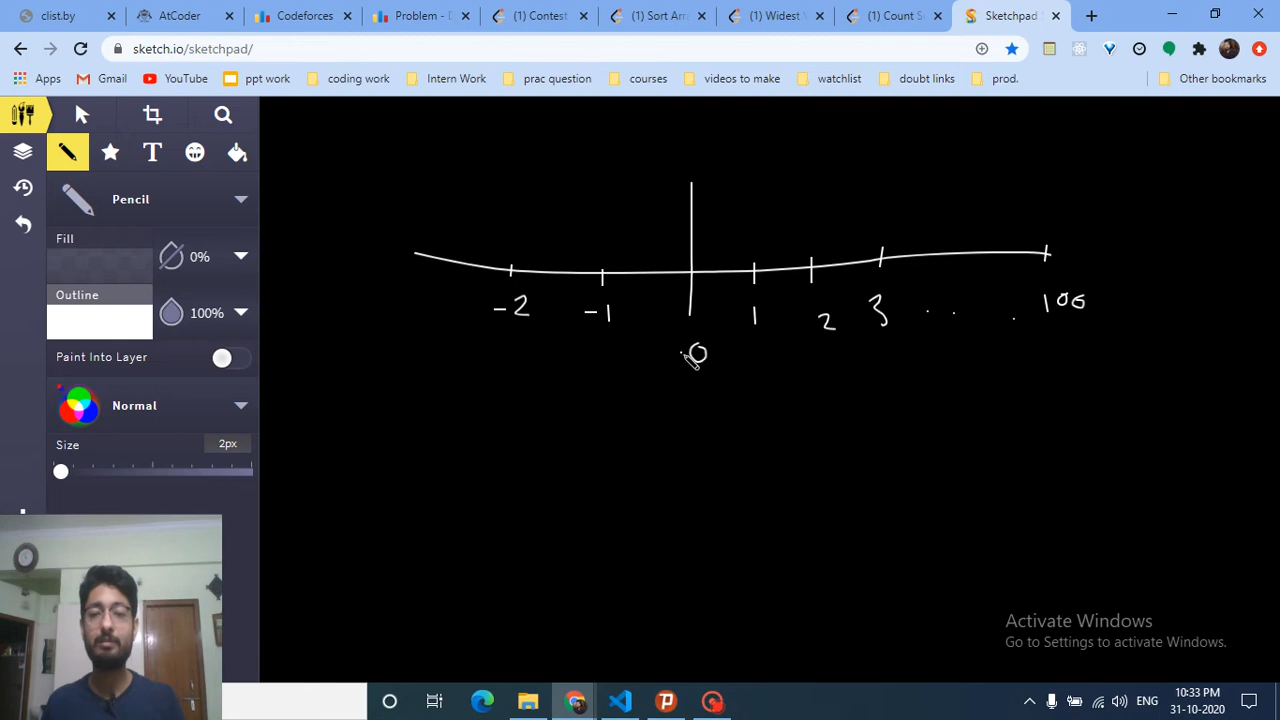 clist.by
AtCoder
Codeforces
Problem - D
(1) Contest
(1) Sort Arra
(1) Widest V
(1) Count Su
Sketchpad
sketch.io/sketchpad/
Apps
Gmail
YouTube
ppt work
coding work
Intern Work
prac question
courses
videos to make
watchlist
doubt links
prod.
Other bookmarks
T
Pencil
Fill
0%
Outline
100%
Paint Into Layer
Normal
Size
2px
-2 -1 1 2 3 . . . 100
0
Activate Windows
Go to Settings to activate Windows.
ENG
10:33 PM
31-10-2020